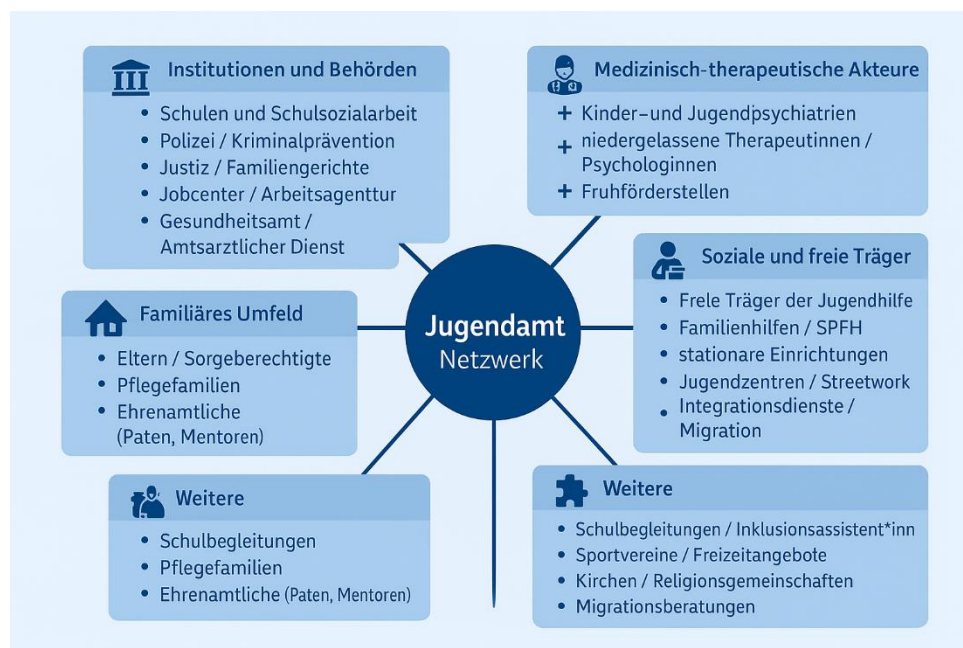 Institutionen und Behörden
• Schulen und Schulsozialarbeit
• Polizei / Kriminalprävention
• Justiz / Familiengerichte
• Jobcenter / Arbeitsagenttur
• Gesundheitsamt /
Amtsarztlicher Dienst
Medizinisch-therapeutische Akteure
+ Kinder-und Jugendpsychiatrien
+ niedergelassene Therapeutinnen /
Psychologinnen
+ Fruhförderstellen
Familiäres Umfeld
• Eltern / Sorgeberechtigte
• Pflegefamilien
• Ehrenamtliche
(Paten, Mentoren)
Jugendamt
Netzwerk
Soziale und freie Träger
• Frele Träger der Jugendhilfe
• Familienhilfen / SPFH
• stationare Einrichtungen
• Jugendzentren / Streetwork
• Integrationsdienste /
Migration
Weitere
• Schulbegleitungen
• Pflegefamilien
• Ehrenamtliche (Paten, Mentoren)
Weitere
• Schulbegleitungen / Inklusionsassistent*inn
• Sportvereine / Freizeitangebote
• Kirchen / Religionsgemeinschaften
• Migrationsberatungen